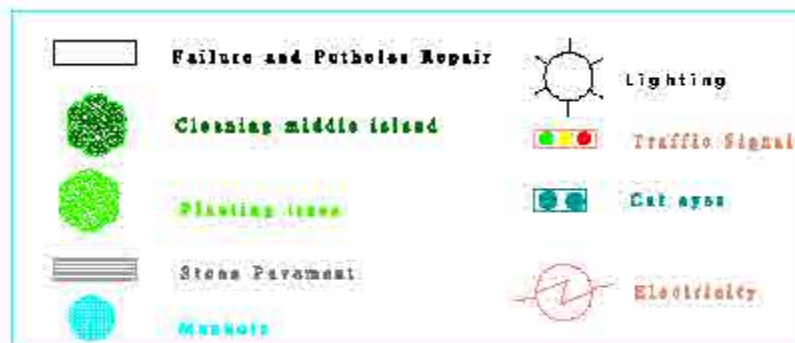 Failure and Potholes Repair
Cleaning middle island
Planting trees
Stone Pavement
Manhole
Lighting
Traffic Signal
Cat eyes
Electricity